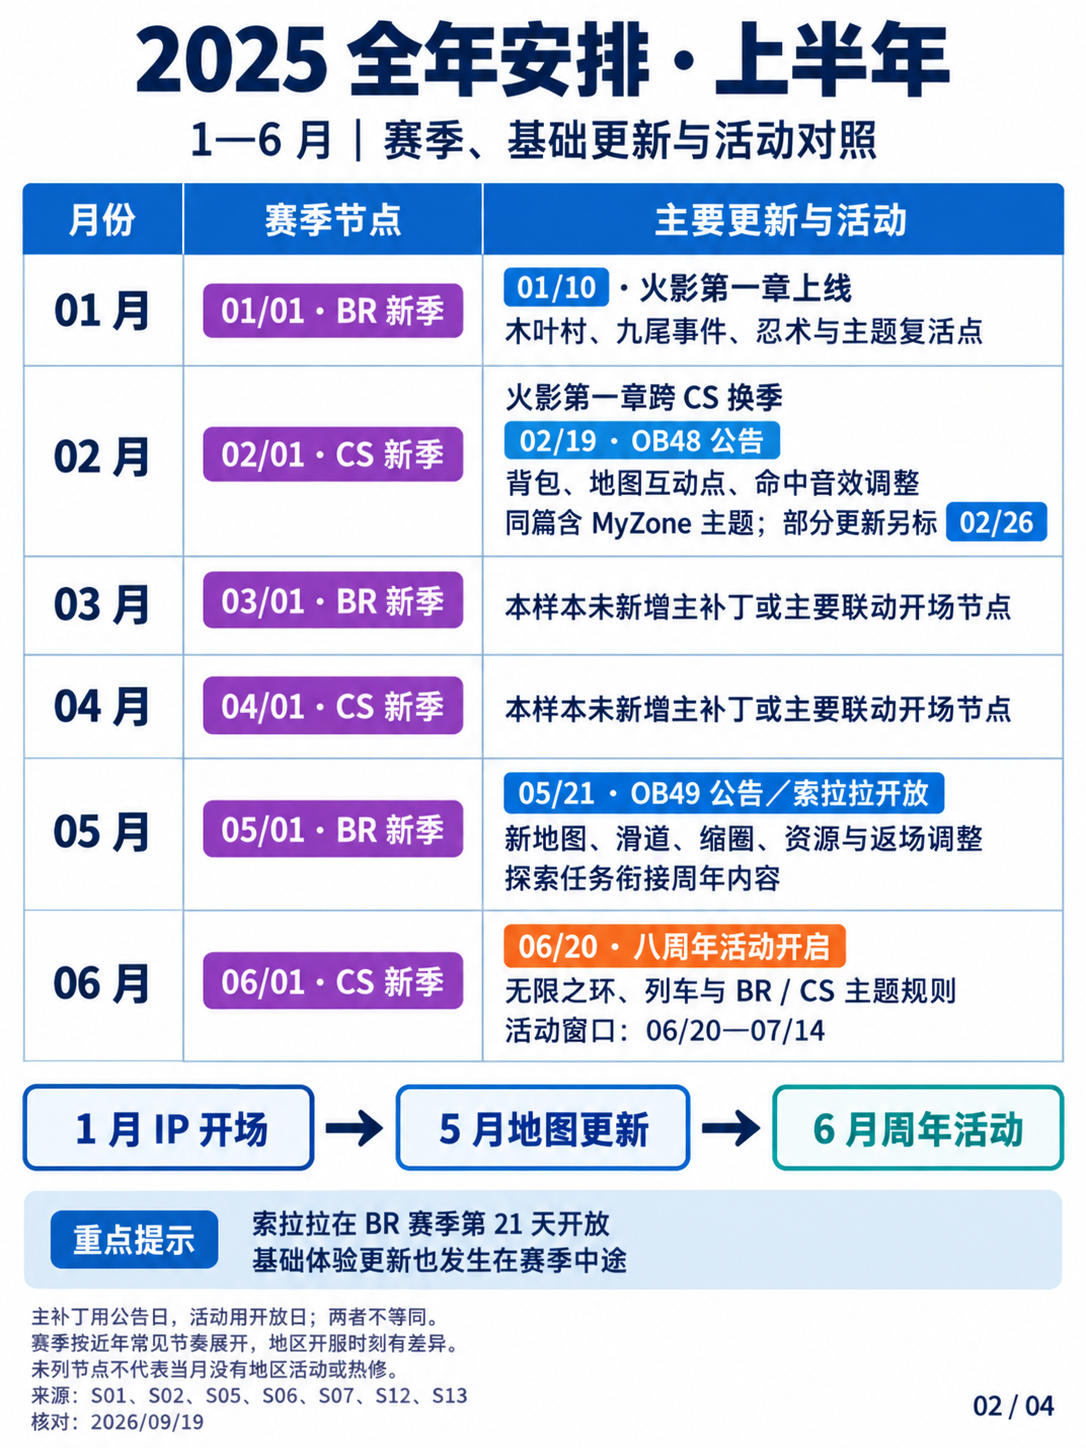 2025 全年安排·上半年
1—6 月｜赛季、基础更新与活动对照
月份 赛季节点 主要更新与活动
01 月
01/01·BR 新季
01/10·火影第一章上线
木叶村、九尾事件、忍术与主题复活点
02 月
02/01·CS 新季
火影第一章跨 CS 换季
02/19·OB48 公告
背包、地图互动点、命中音效调整
同篇含 MyZone 主题；部分更新另标 02/26
03 月
03/01·BR 新季
本样本未新增主补丁或主要联动开场节点
04 月
04/01·CS 新季
本样本未新增主补丁或主要联动开场节点
05 月
05/01·BR 新季
05/21·OB49 公告／索拉拉开放
新地图、滑道、缩圈、资源与返场调整
探索任务衔接周年内容
06 月
06/01·CS 新季
06/20·八周年活动开启
无限之环、列车与 BR / CS 主题规则
活动窗口：06/20—07/14
1 月 IP 开场 → 5 月地图更新 → 6 月周年活动
重点提示
索拉拉在 BR 赛季第 21 天开放
基础体验更新也发生在赛季中途
主补丁用公告日，活动用开放日；两者不等同。
赛季按近年常见节奏展开，地区开服时刻有差异。
未列节点不代表当月没有地区活动或热修。
来源：S01、S02、S05、S06、S07、S12、S13
核对：2026/09/19
02 / 04